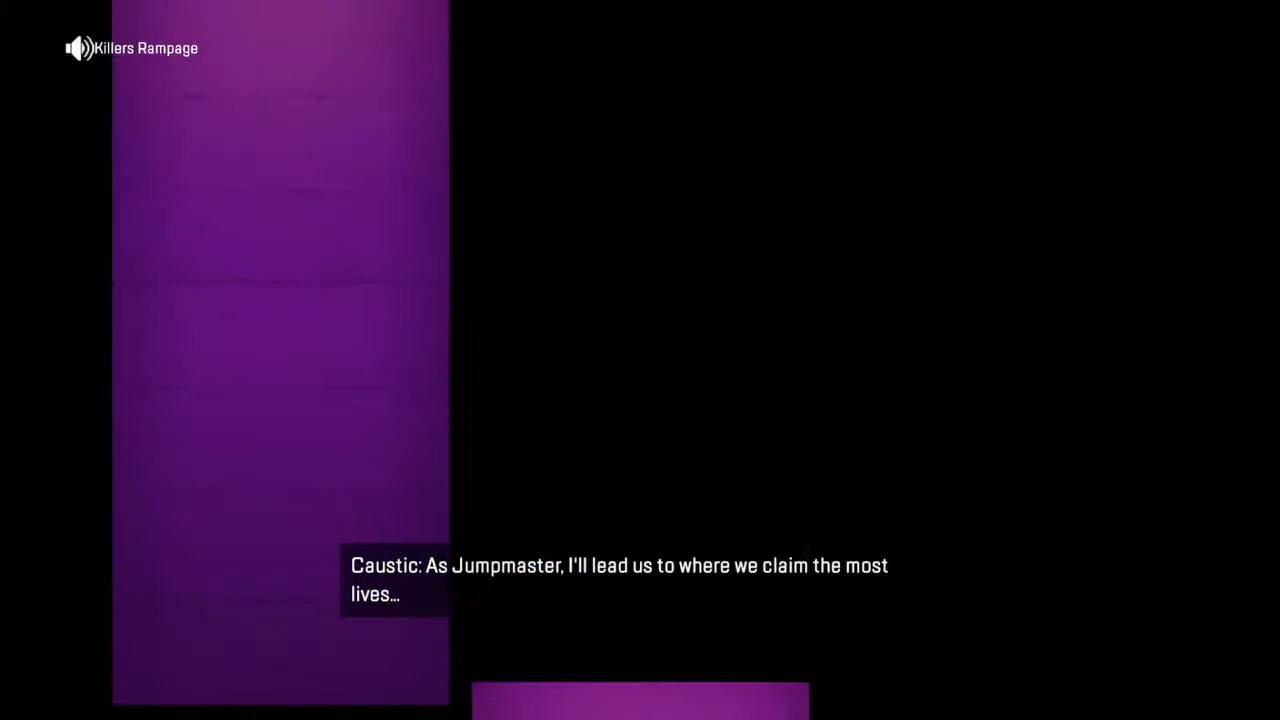 Killers Rampage
Caustic: As Jumpmaster, I'll lead us to where we claim the most
lives...